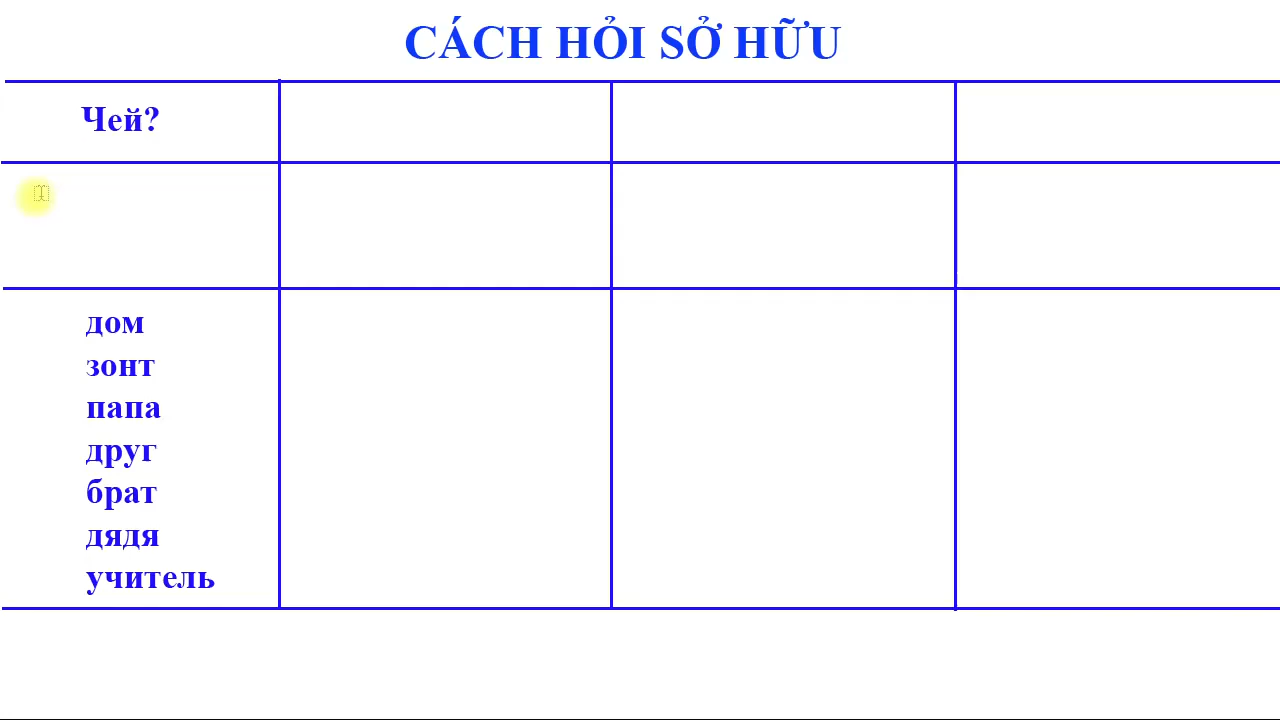 CÁCH HỎI SỞ HỮU
Чей?
дом
зонт
папа
друг
брат
дядя
учитель